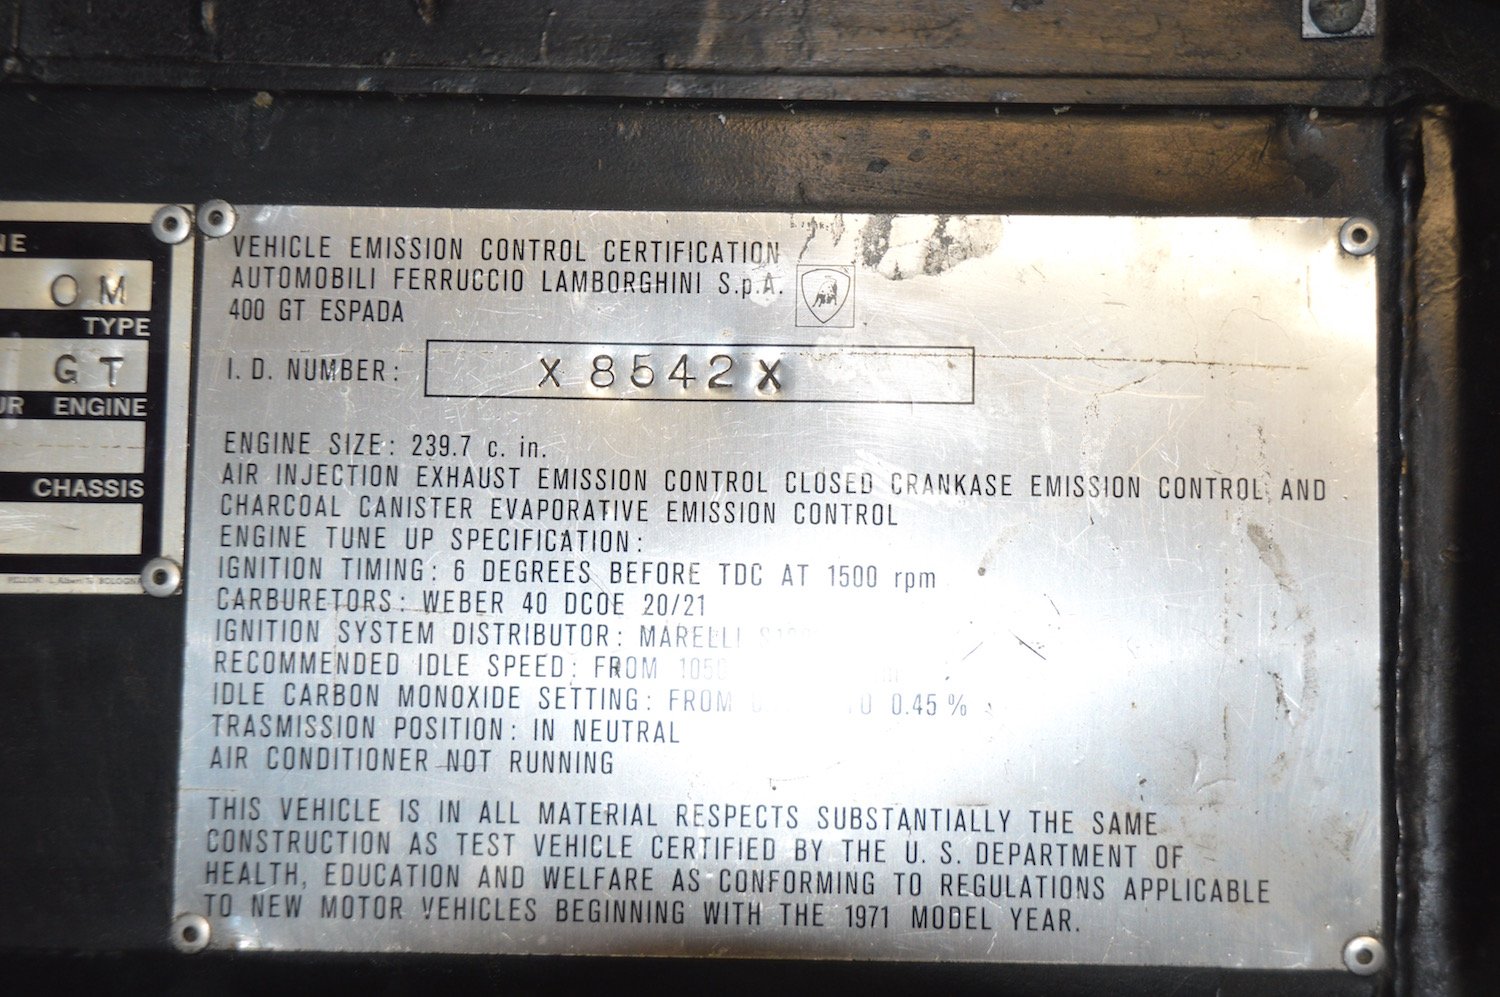 NE
OM
TYPE
GT
UR ENGINE
CHASSIS
BOLOGNA
VEHICLE EMISSION CONTROL CERTIFICATION
AUTOMOBILI FERRUCCIO LAMBORGHINI S.p.A.
400 GT ESPADA
I. D. NUMBER: X 8542 X
ENGINE SIZE: 239.7 c. in.
AIR INJECTION EXHAUST EMISSION CONTROL CLOSED CRANKASE EMISSION CONTROL AND
CHARCOAL CANISTER EVAPORATIVE EMISSION CONTROL
ENGINE TUNE UP SPECIFICATION:
IGNITION TIMING: 6 DEGREES BEFORE TDC AT 1500 rpm
CARBURETORS: WEBER 40 DCOE 20/21
IGNITION SYSTEM DISTRIBUTOR: MARELLI
RECOMMENDED IDLE SPEED: FROM 1050
IDLE CARBON MONOXIDE SETTING: FROM TO 0.45 %
TRASMISSION POSITION: IN NEUTRAL
AIR CONDITIONER NOT RUNNING
THIS VEHICLE IS IN ALL MATERIAL RESPECTS SUBSTANTIALLY THE SAME
CONSTRUCTION AS TEST VEHICLE CERTIFIED BY THE U. S. DEPARTMENT OF
HEALTH, EDUCATION AND WELFARE AS CONFORMING TO REGULATIONS APPLICABLE
TO NEW MOTOR VEHICLES BEGINNING WITH THE 1971 MODEL YEAR.